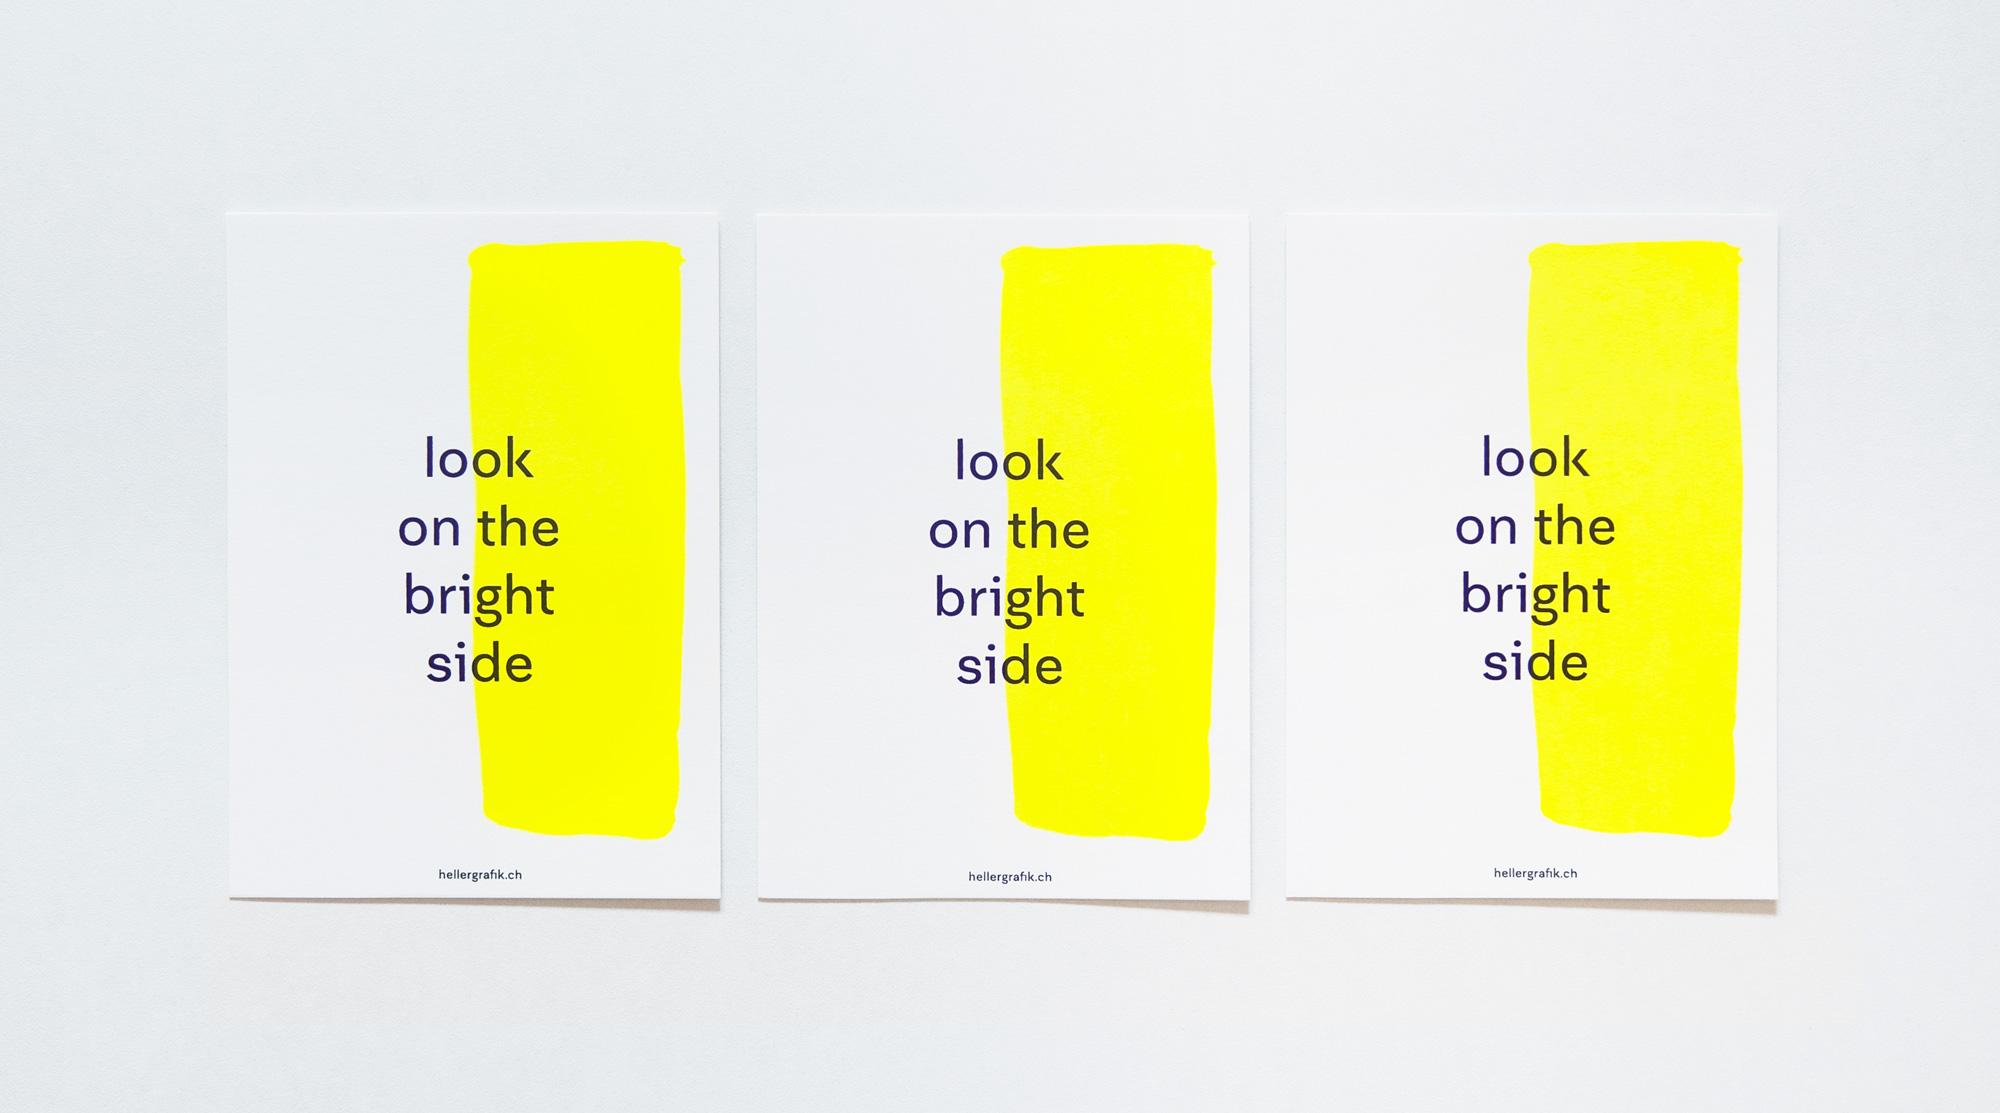 look
on the
bright
side
hellergrafik.ch
look
on the
bright
side
hellergrafik.ch
look
on the
bright
side
hellergrafik.ch